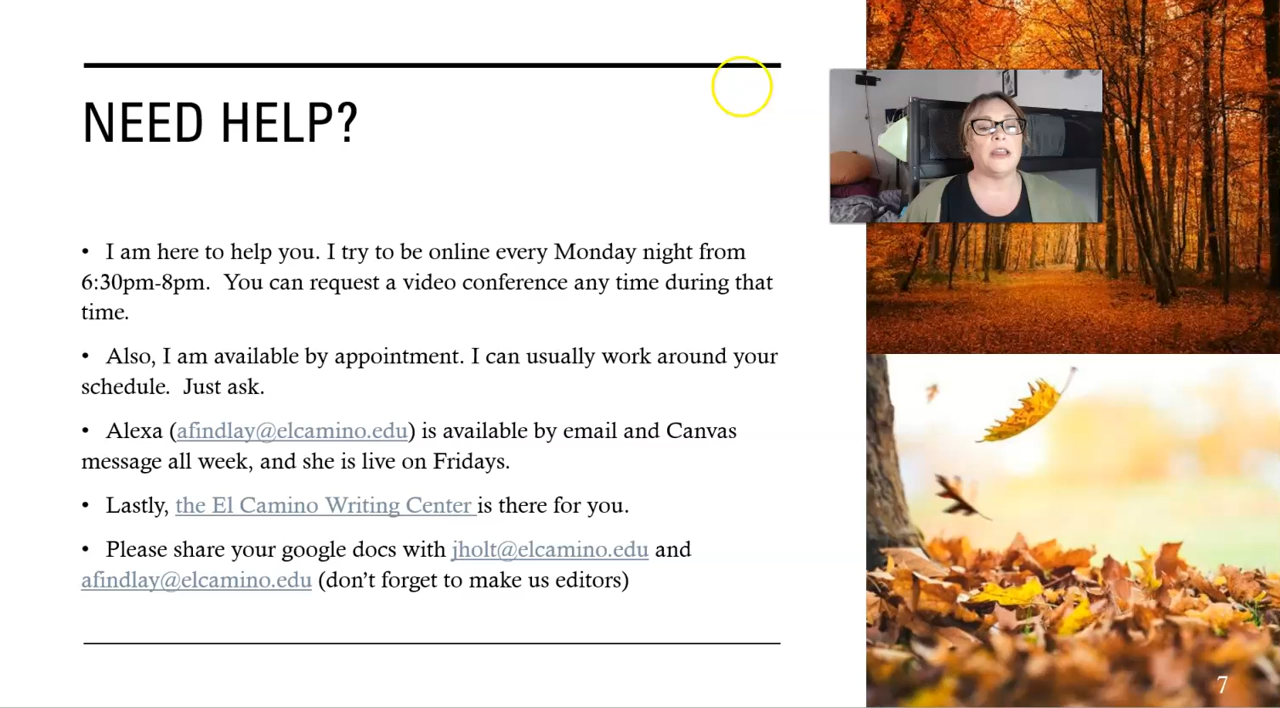 NEED HELP?
• I am here to help you. I try to be online every Monday night from
6:30pm-8pm.  You can request a video conference any time during that
time.
• Also, I am available by appointment. I can usually work around your
schedule.  Just ask.
• Alexa (afindlay@elcamino.edu) is available by email and Canvas
message all week, and she is live on Fridays.
• Lastly, the El Camino Writing Center is there for you.
• Please share your google docs with jholt@elcamino.edu and
afindlay@elcamino.edu (don’t forget to make us editors)
7